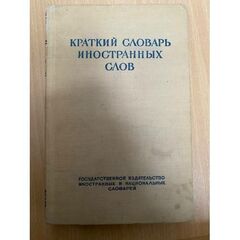 КРАТКИЙ СЛОВАРЬ
ИНОСТРАННЫХ
СЛОВ
ГОСУДАРСТВЕННОЕ ИЗДАТЕЛЬСТВО
ИНОСТРАННЫХ И НАЦИОНАЛЬНЫХ
СЛОВАРЕЙ